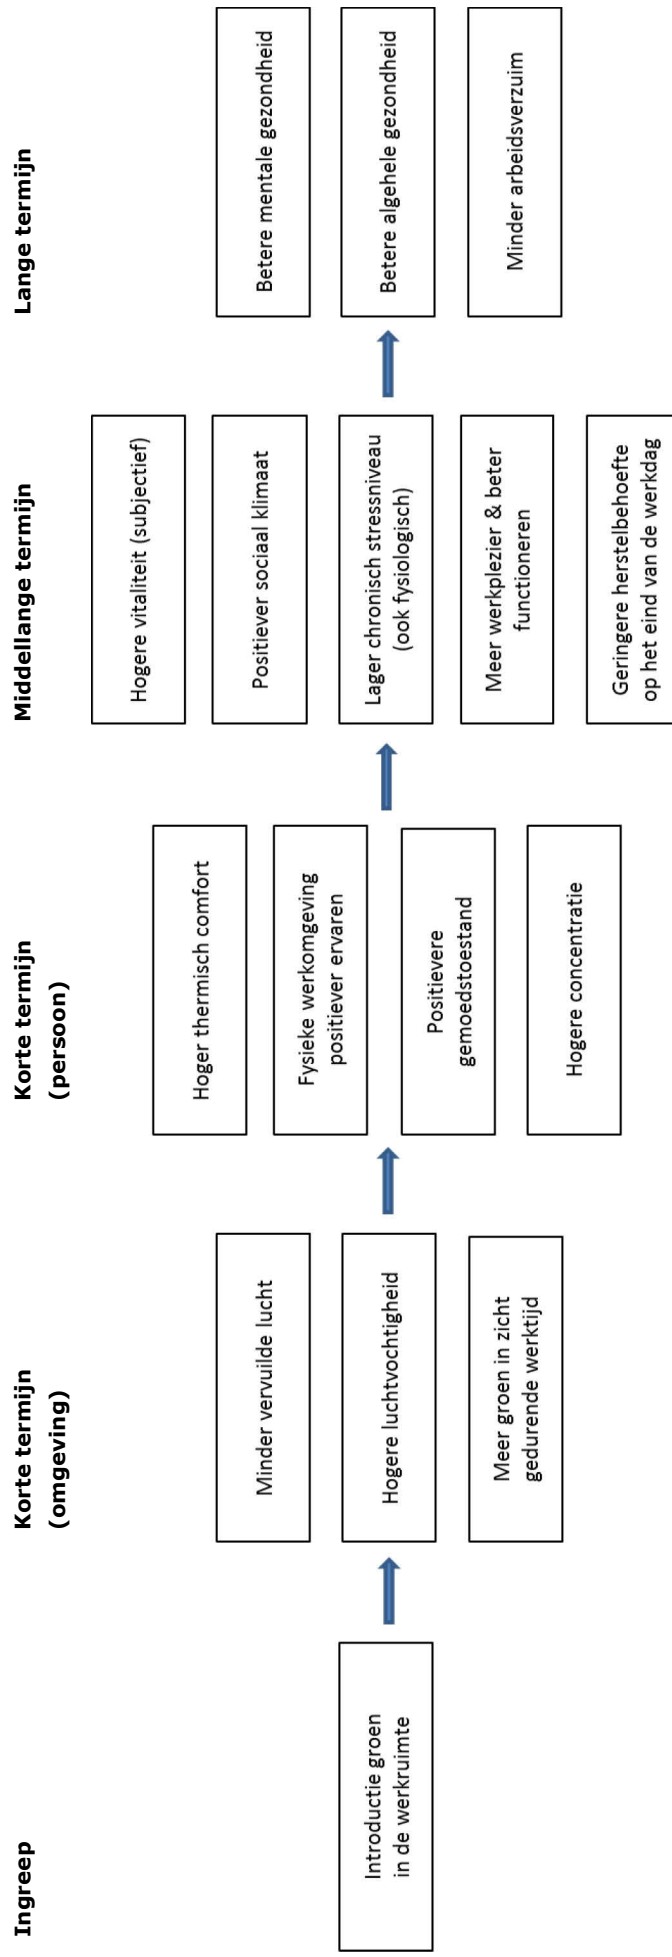 Ingreep
Introductie groen
in de werkruimte
Korte termijn
(omgeving)
Minder vervuilde lucht
Hogere luchtvochtigheid
Meer groen in zicht
gedurende werktijd
Korte termijn
(persoon)
Hoger thermisch comfort
Fysieke werkomgeving
positiever ervaren
Positievere
gemoedstoestand
Hogere concentratie
Middellange termijn
Hogere vitaliteit (subjectief)
Positiever sociaal klimaat
Lager chronisch stressniveau
(ook fysiologisch)
Meer werkplezier & beter
functioneren
Geringere herstelbehoefte
op het eind van de werkdag
Lange termijn
Betere mentale gezondheid
Betere algehele gezondheid
Minder arbeidsverzuim